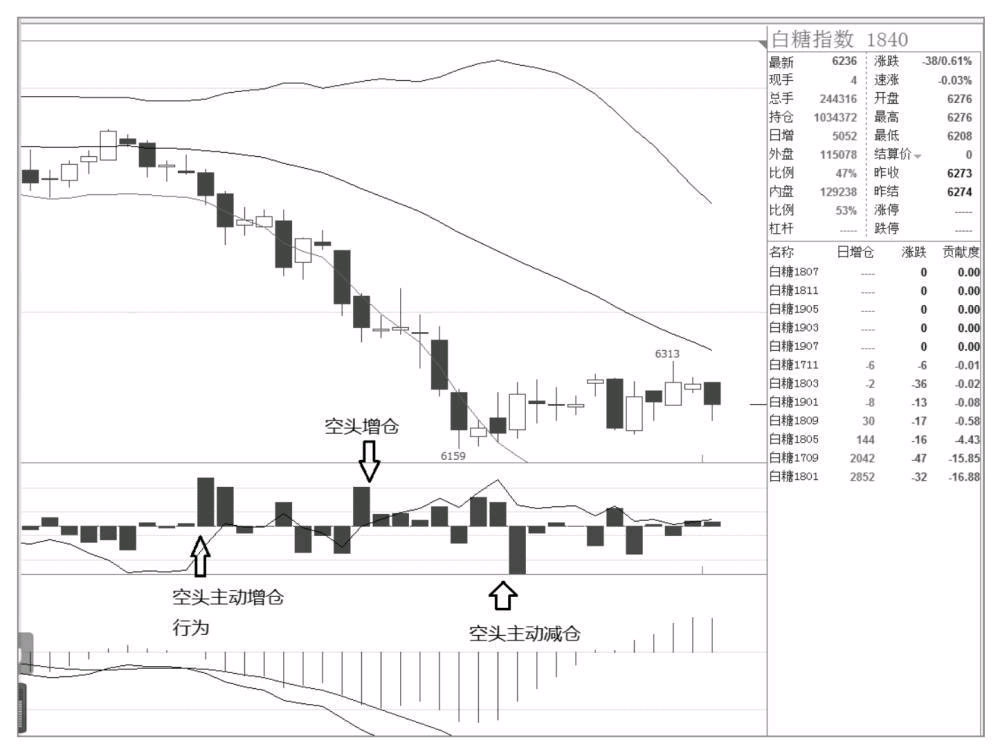 白糖指数 1840
最新 6236 涨跌 -38/0.61%
现手 4 速涨 -0.03%
总手 244316 开盘 6276
持仓 1034372 最高 6276
日增 5052 最低 6208
外盘 115078 结算价 0
比例 47% 昨收 6273
内盘 129238 昨结 6274
比例 53% 涨停 -----
杠杆 ----- 跌停 -----
名称 日增仓 涨跌 贡献度
白糖1807 ---- 0 0.00
白糖1811 ---- 0 0.00
白糖1905 ---- 0 0.00
白糖1903 ---- 0 0.00
白糖1907 ---- 0 0.00
白糖1711 -6 -6 -0.01
白糖1803 -2 -36 -0.02
白糖1901 -8 -13 -0.08
白糖1809 30 -17 -0.58
白糖1805 144 -16 -4.43
白糖1709 2042 -47 -15.85
白糖1801 2852 -32 -16.88
6313
空头增仓
6159
空头主动增仓
行为
空头主动减仓